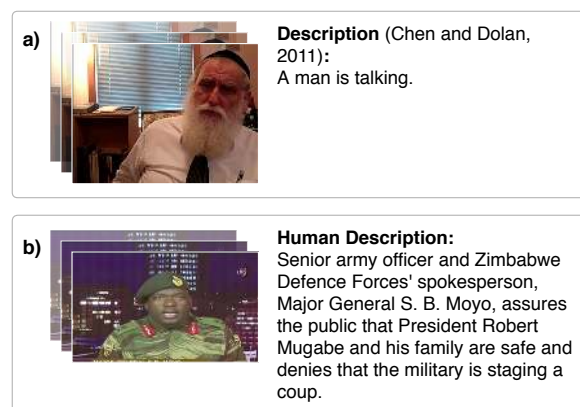 a)
Description (Chen and Dolan,
2011):
A man is talking.
b)
Human Description:
Senior army officer and Zimbabwe
Defence Forces' spokesperson,
Major General S. B. Moyo, assures
the public that President Robert
Mugabe and his family are safe and
denies that the military is staging a
coup.